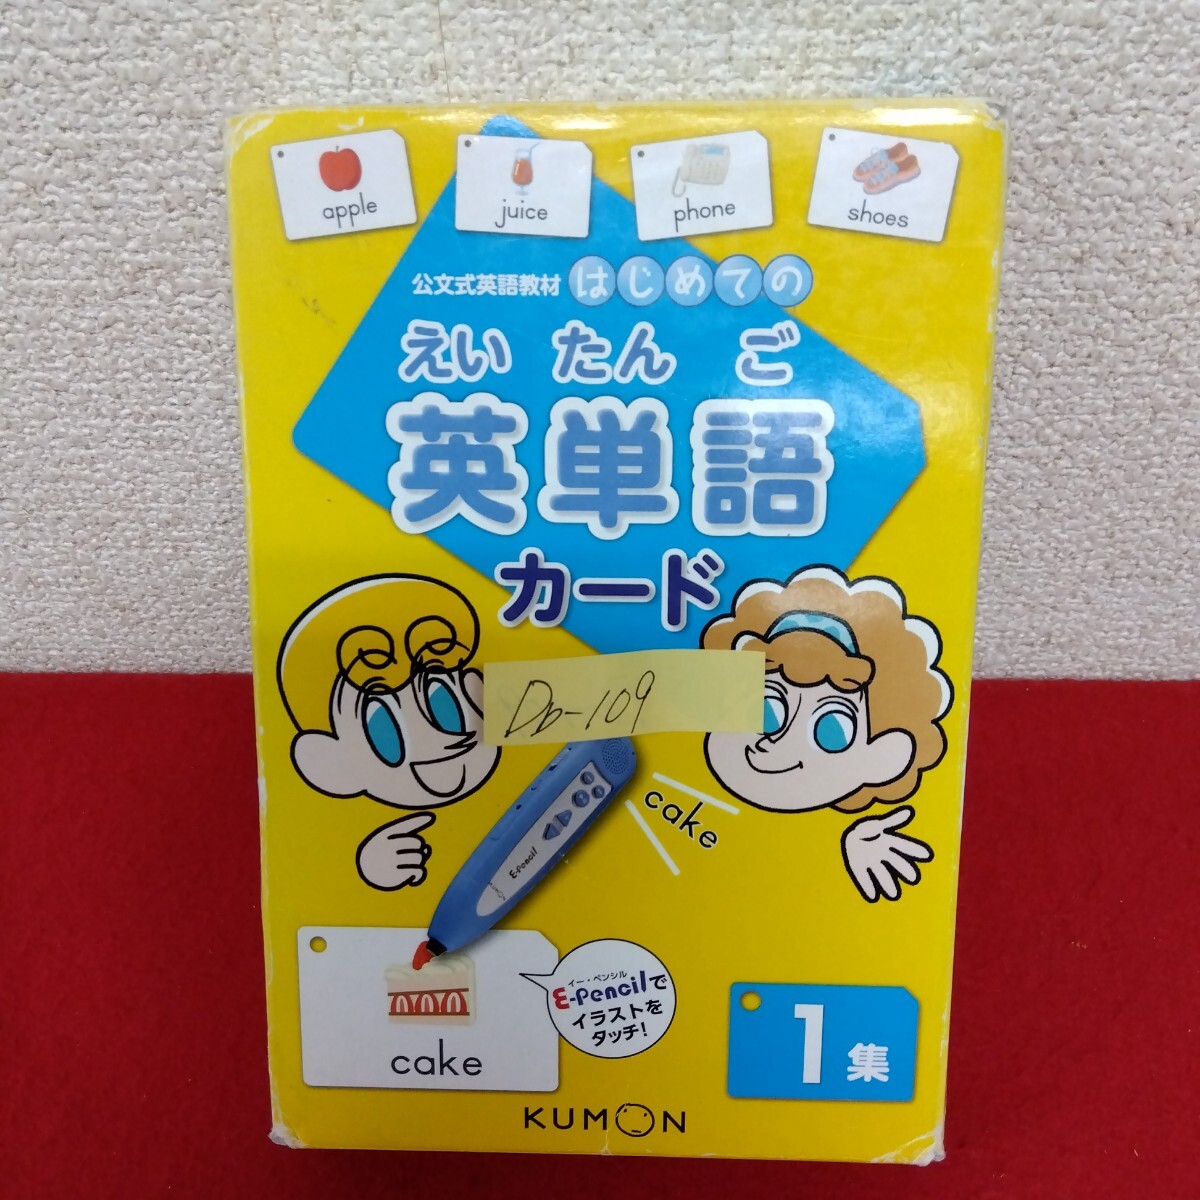 apple
juice
phone
shoes
公文式英語教材 はじめての
えい たん ご
英単語
カード
Db-109
cake
E-Pencil
イー・ペンシル
E-Pencilで
イラストを
タッチ!
cake
1集
KUMON